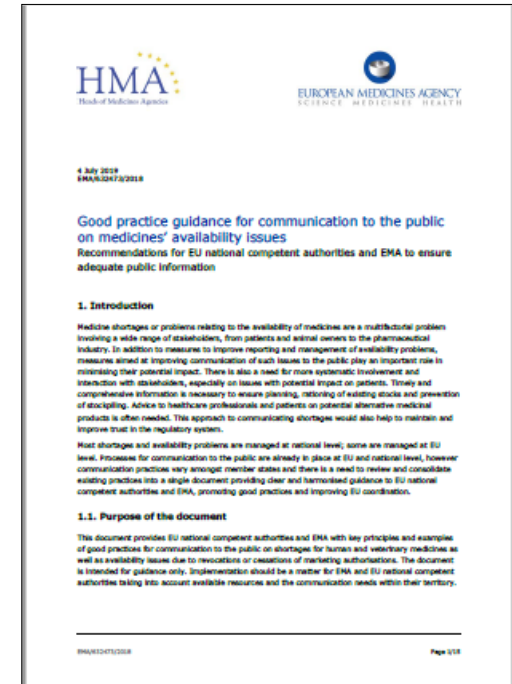 HMA
Heads of Medicines Agencies
EUROPEAN MEDICINES AGENCY
SCIENCE MEDICINES HEALTH
4 July 2019
EMA/632473/2018
Good practice guidance for communication to the public
on medicines' availability issues
Recommendations for EU national competent authorities and EMA to ensure
adequate public information
1. Introduction
Medicine shortages or problems relating to the availability of medicines are a multifactorial problem
involving a wide range of stakeholders, from patients and animal owners to the pharmaceutical
industry. In addition to measures to improve reporting and management of availability problems,
measures aimed at improving communication of such issues to the public play an important role in
minimising their potential impact. There is also a need for more systematic involvement and
interaction with stakeholders, especially on issues with potential impact on patients. Timely and
comprehensive information is necessary to ensure planning, rationing of existing stocks and prevention
of stockpiling. Advice to healthcare professionals and patients on potential alternative medicinal
products is often needed. This approach to communicating shortages would also help to maintain and
improve trust in the regulatory system.
Most shortages and availability problems are managed at national level; some are managed at EU
level. Processes for communication to the public are already in place at EU and national level, however
communication practices vary amongst member states and there is a need to review and consolidate
existing practices into a single document providing clear and harmonised guidance to EU national
competent authorities and EMA, promoting good practices and improving EU coordination.
1.1. Purpose of the document
This document provides EU national competent authorities and EMA with key principles and examples
of good practices for communication to the public on shortages for human and veterinary medicines as
well as availability issues due to revocations or cessations of marketing authorisations. The document
is intended for guidance only. Implementation should be a matter for EMA and EU national competent
authorities taking into account available resources and the communication needs within their territory.
EMA/632473/2018
Page 1/18